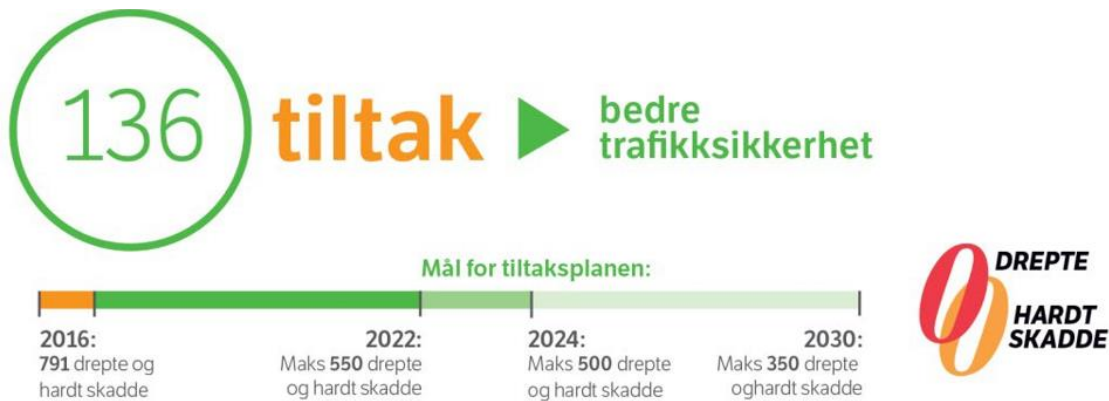 136 tiltak
bedre
trafikksikkerhet
Mål for tiltaksplanen:
2016:
791 drepte og
hardt skadde
2022:
Maks 550 drepte
og hardt skadde
2024:
Maks 500 drepte
og hardt skadde
2030:
Maks 350 drepte
oghardt skadde
0 DREPTE
0 HARDT
SKADDE